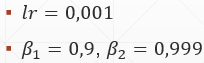 ▪ lr = 0,001
▪ β₁ = 0,9, β₂ = 0,999